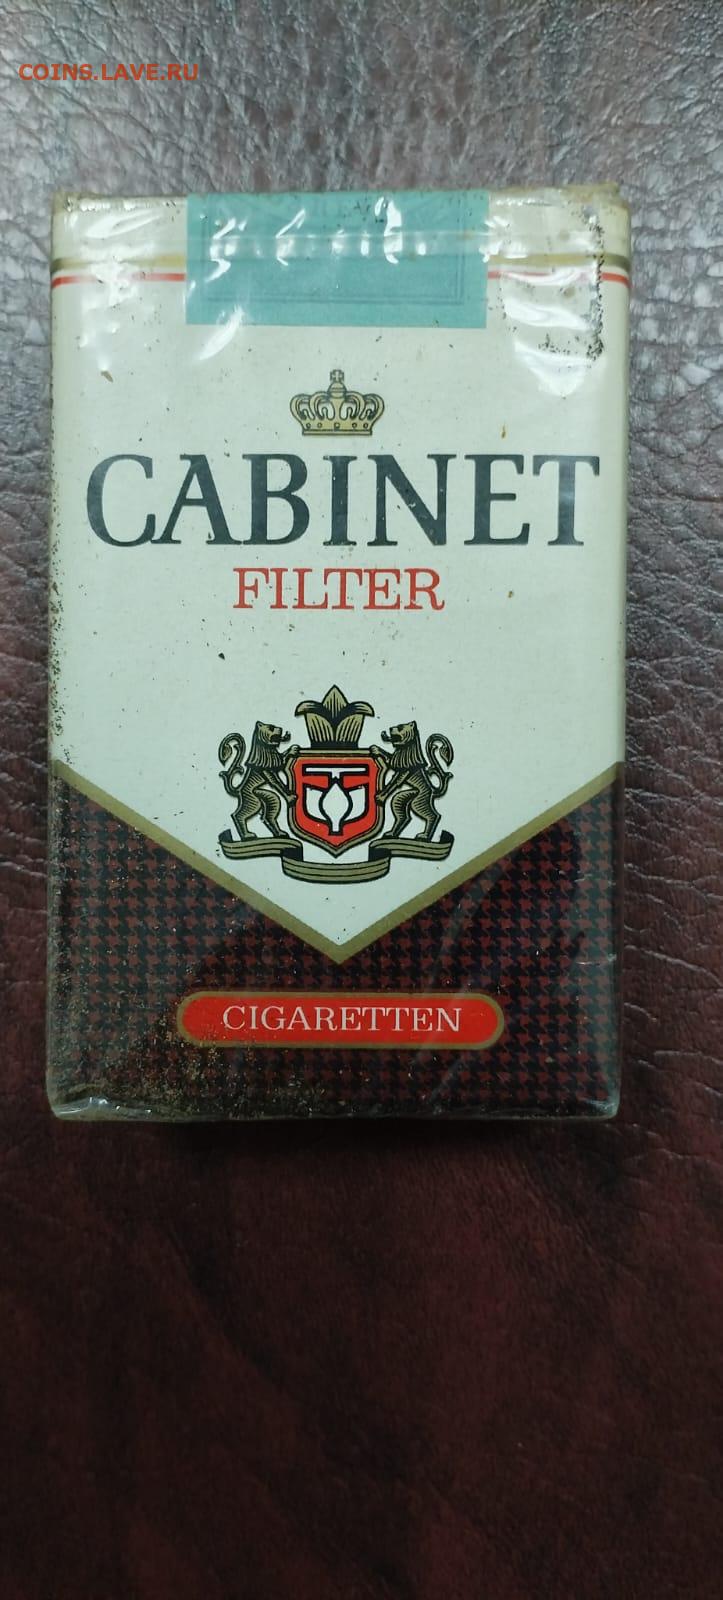 COINS.LAVE.RU
CABINET
FILTER
CIGARETTEN